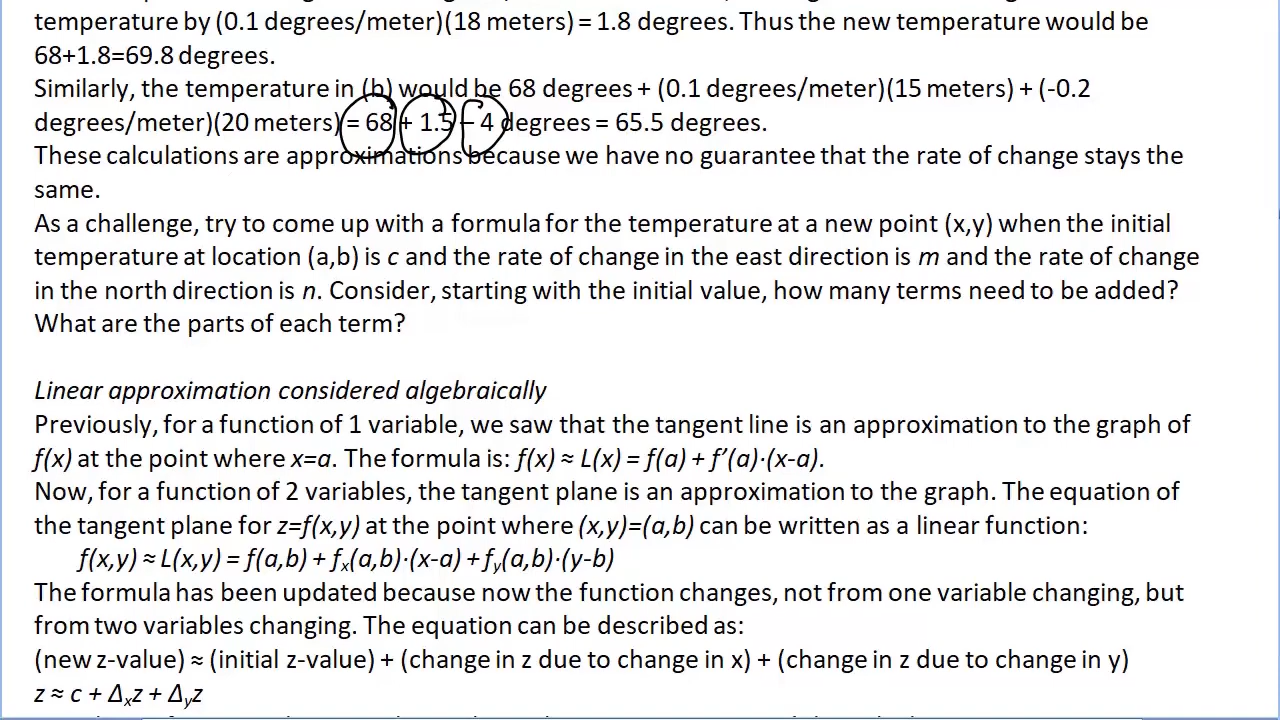 temperature by (0.1 degrees/meter)(18 meters) = 1.8 degrees. Thus the new temperature would be
68+1.8=69.8 degrees.
Similarly, the temperature in (b) would be 68 degrees + (0.1 degrees/meter)(15 meters) + (-0.2
degrees/meter)(20 meters) = 68 + 1.5 – 4 degrees = 65.5 degrees.
These calculations are approximations because we have no guarantee that the rate of change stays the
same.
As a challenge, try to come up with a formula for the temperature at a new point (x,y) when the initial
temperature at location (a,b) is c and the rate of change in the east direction is m and the rate of change
in the north direction is n. Consider, starting with the initial value, how many terms need to be added?
What are the parts of each term?
Linear approximation considered algebraically
Previously, for a function of 1 variable, we saw that the tangent line is an approximation to the graph of
f(x) at the point where x=a. The formula is: f(x) ≈ L(x) = f(a) + f’(a)·(x-a).
Now, for a function of 2 variables, the tangent plane is an approximation to the graph. The equation of
the tangent plane for z=f(x,y) at the point where (x,y)=(a,b) can be written as a linear function:
f(x,y) ≈ L(x,y) = f(a,b) + fₓ(a,b)·(x-a) + f_y(a,b)·(y-b)
The formula has been updated because now the function changes, not from one variable changing, but
from two variables changing. The equation can be described as:
(new z-value) ≈ (initial z-value) + (change in z due to change in x) + (change in z due to change in y)
z ≈ c + Δₓz + Δ_yz